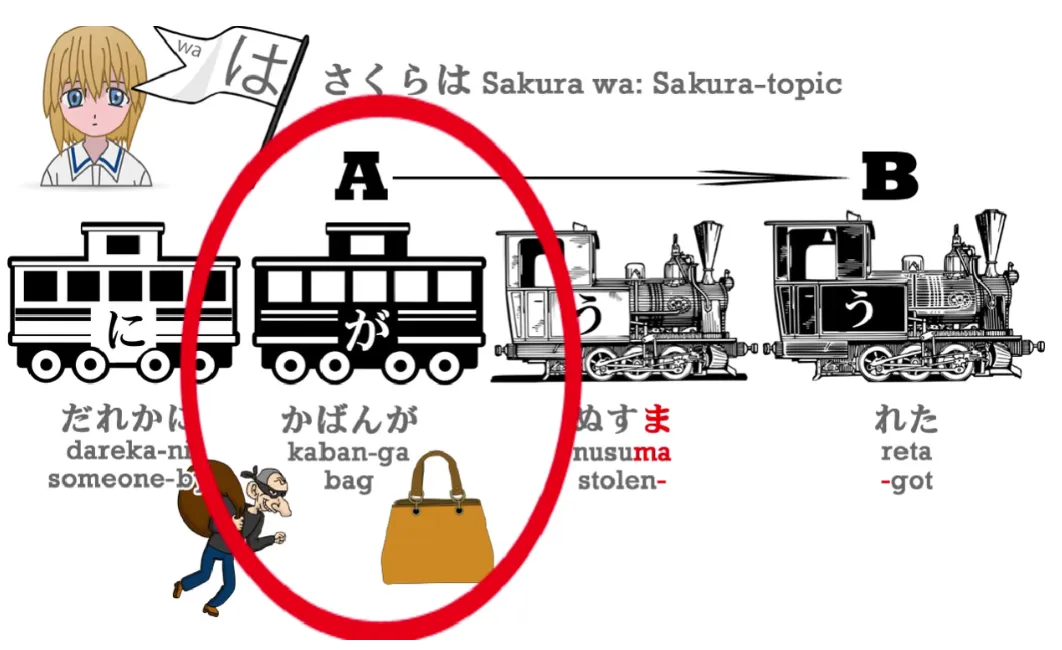 wa
は
さくらは Sakura wa: Sakura-topic
A
B
に
が
う
う
だれかに
dareka-ni
someone-by
かばんが
kaban-ga
bag
ぬすま
nusuma
stolen-
れた
reta
-got